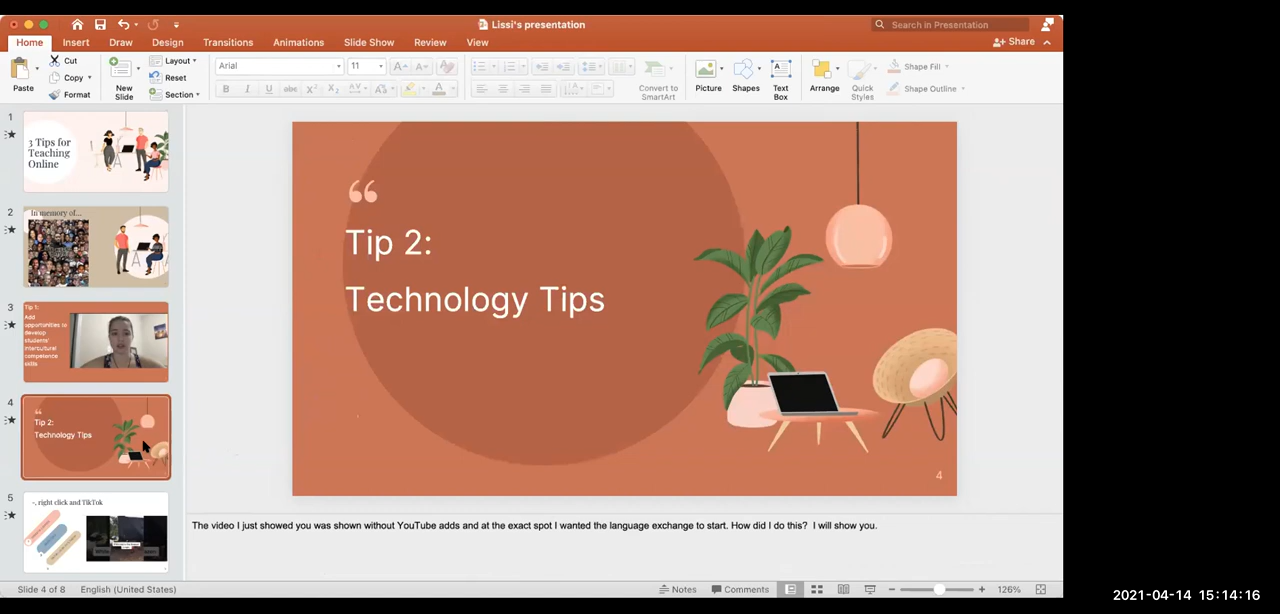 Lissi's presentation
Search in Presentation
Home Insert Draw Design Transitions Animations Slide Show Review View
Share
Paste
Cut
Copy
Format
New Slide
Layout
Reset
Section
Arial 11
Convert to SmartArt
Picture
Shapes
Text Box
Arrange
Quick Styles
Shape Fill
Shape Outline
1
3 Tips for
Teaching
Online
2
In memory of...
3
Tip 1:
Add
opportunities to
develop
students'
intercultural
competence
skills
4
“
Tip 2:
Technology Tips
5
-, right click and TikTok
“
Tip 2:
Technology Tips
4
The video I just showed you was shown without YouTube adds and at the exact spot I wanted the language exchange to start. How did I do this? I will show you.
Slide 4 of 8 English (United States)
Notes Comments 126%
2021-04-14 15:14:16